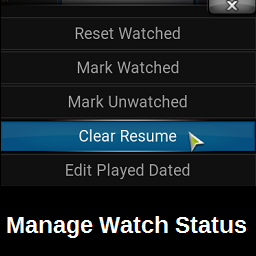 Reset Watched
Mark Watched
Mark Unwatched
Clear Resume
Edit Played Dated
Manage Watch Status